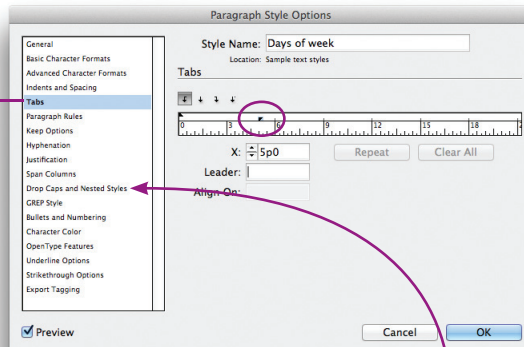 Paragraph Style Options
General
Basic Character Formats
Advanced Character Formats
Indents and Spacing
Tabs
Paragraph Rules
Keep Options
Hyphenation
Justification
Span Columns
Drop Caps and Nested Styles
GREP Style
Bullets and Numbering
Character Color
OpenType Features
Underline Options
Strikethrough Options
Export Tagging
Style Name: Days of week
Location: Sample text styles
Tabs
0 3 6 9 12 15 18
X: 5p0 Repeat Clear All
Leader:
Align On:
Preview Cancel OK